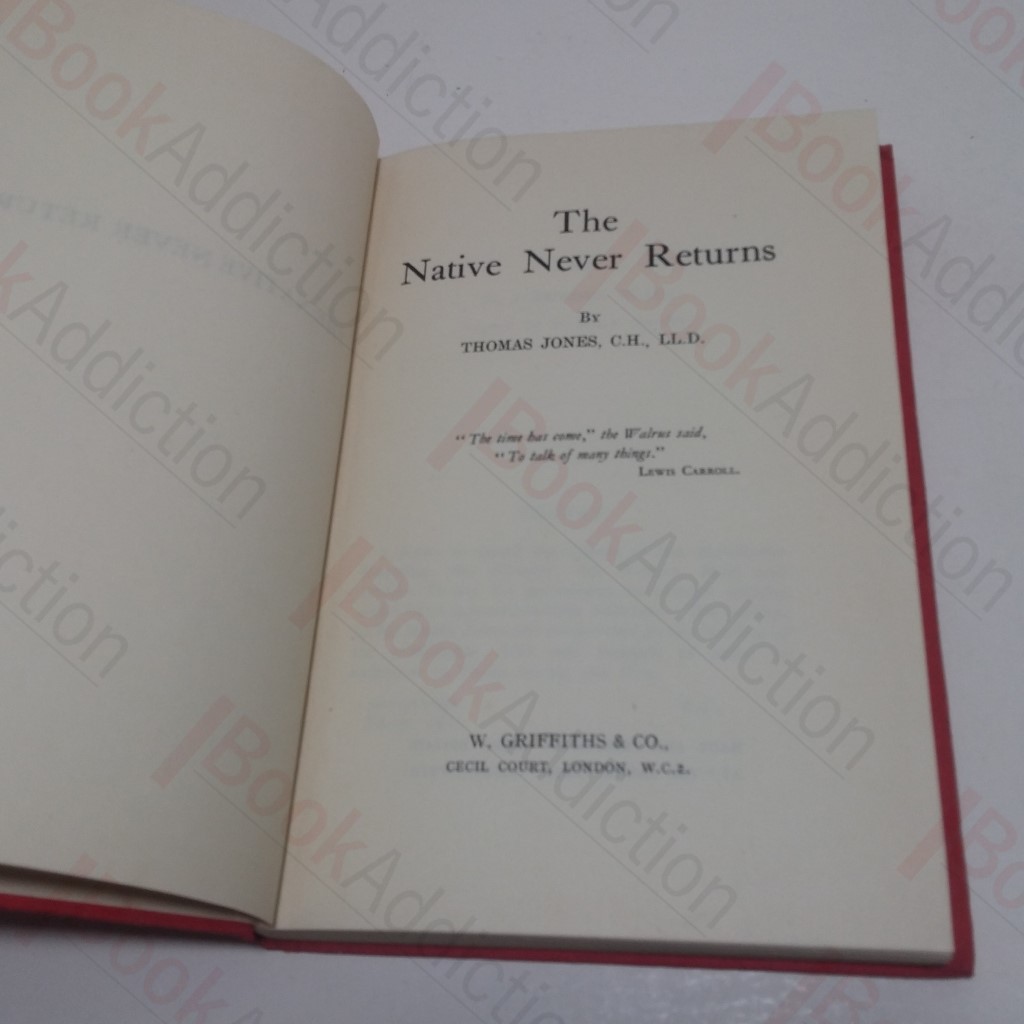 The
Native Never Returns
By
THOMAS JONES, C.H., LL.D.
"The time has come," the Walrus said,
"To talk of many things."
Lewis Carroll.
W. GRIFFITHS & CO.,
CECIL COURT, LONDON, W.C.2.
BookAddiction